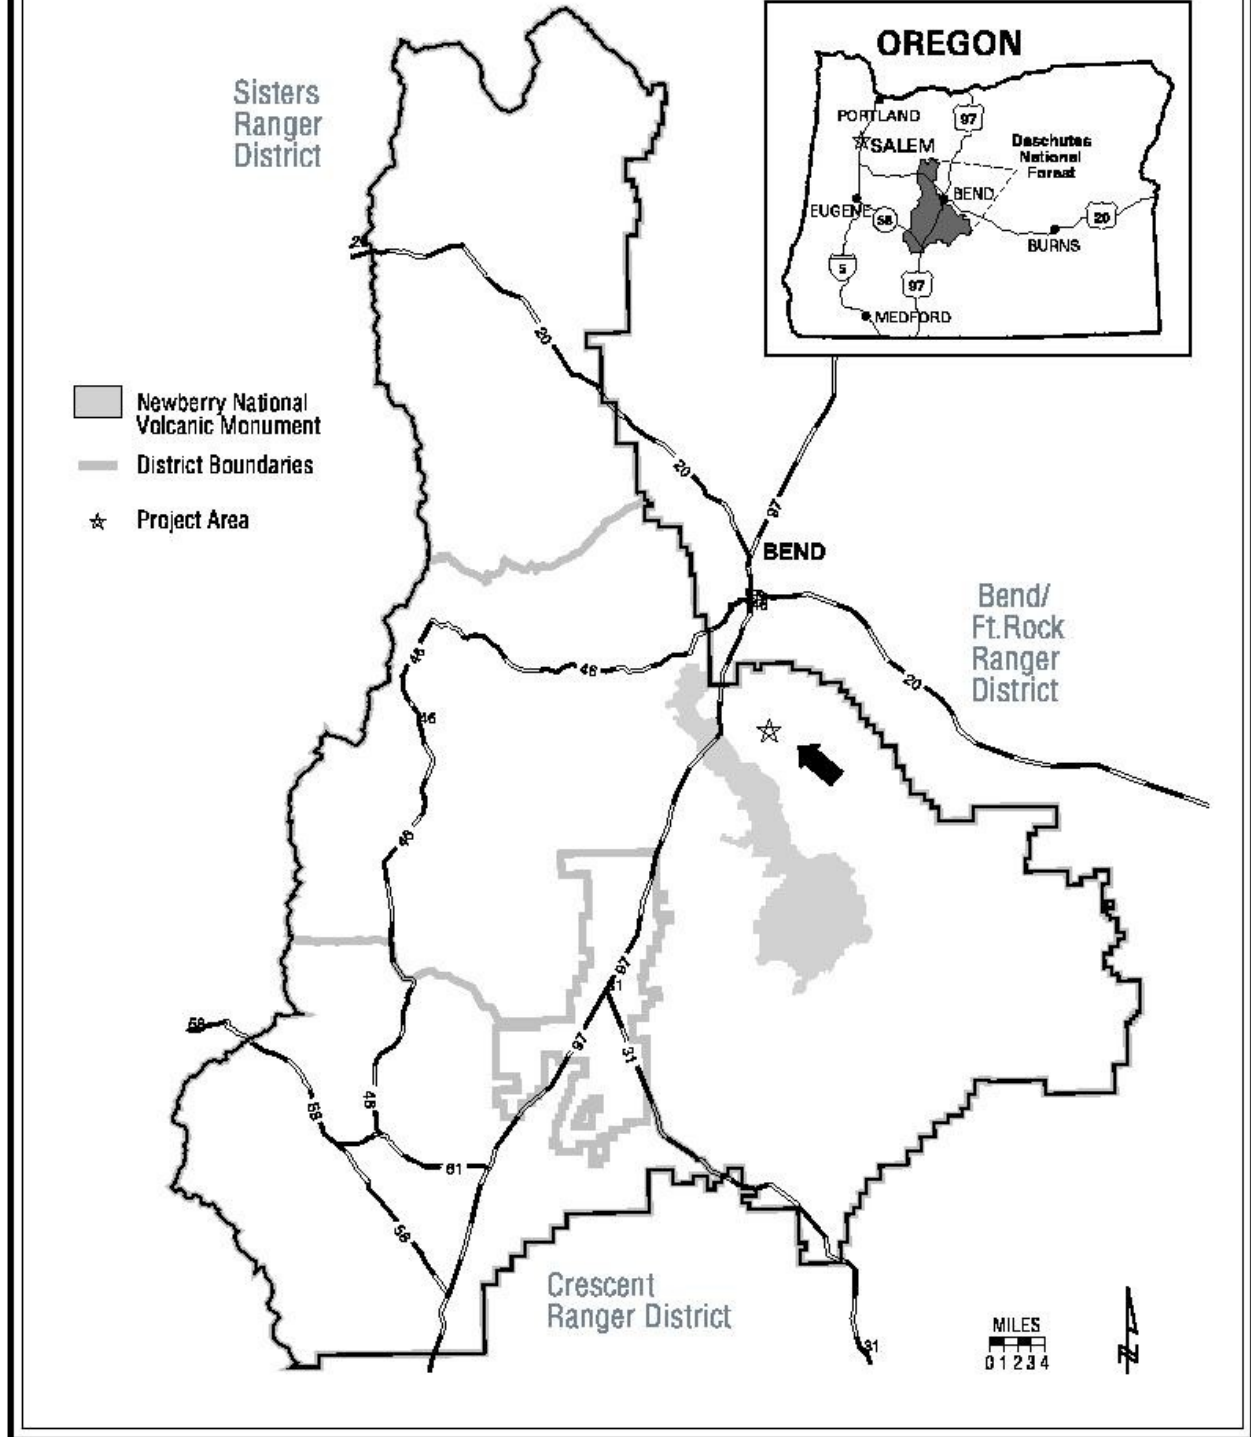 OREGON
PORTLAND
97
SALEM
Deschutes
National
Forest
BEND
EUGENE
58
20
BURNS
5
97
MEDFORD
Sisters
Ranger
District
20
20
Newberry National
Volcanic Monument
District Boundaries
Project Area
20
97
BEND
Bend/
Ft.Rock
Ranger
District
46
46
46
20
46
97
31
97
31
58
58
46
61
58
Crescent
Ranger District
MILES
0 1 2 3 4
N
31